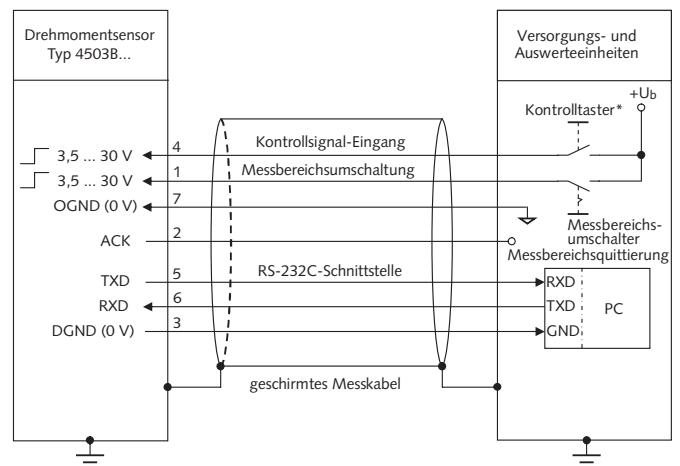 Drehmomentsensor
Typ 4503B...
Versorgungs- und
Auswerteeinheiten
+Ub
Kontrolltaster*
3,5 ... 30 V
4
Kontrollsignal-Eingang
3,5 ... 30 V
1
Messbereichsumschaltung
OGND (0 V)
7
Messbereichs-
umschalter
ACK
2
Messbereichsquittierung
TXD
5
RS-232C-Schnittstelle
RXD
RXD
6
TXD
PC
DGND (0 V)
3
GND
geschirmtes Messkabel